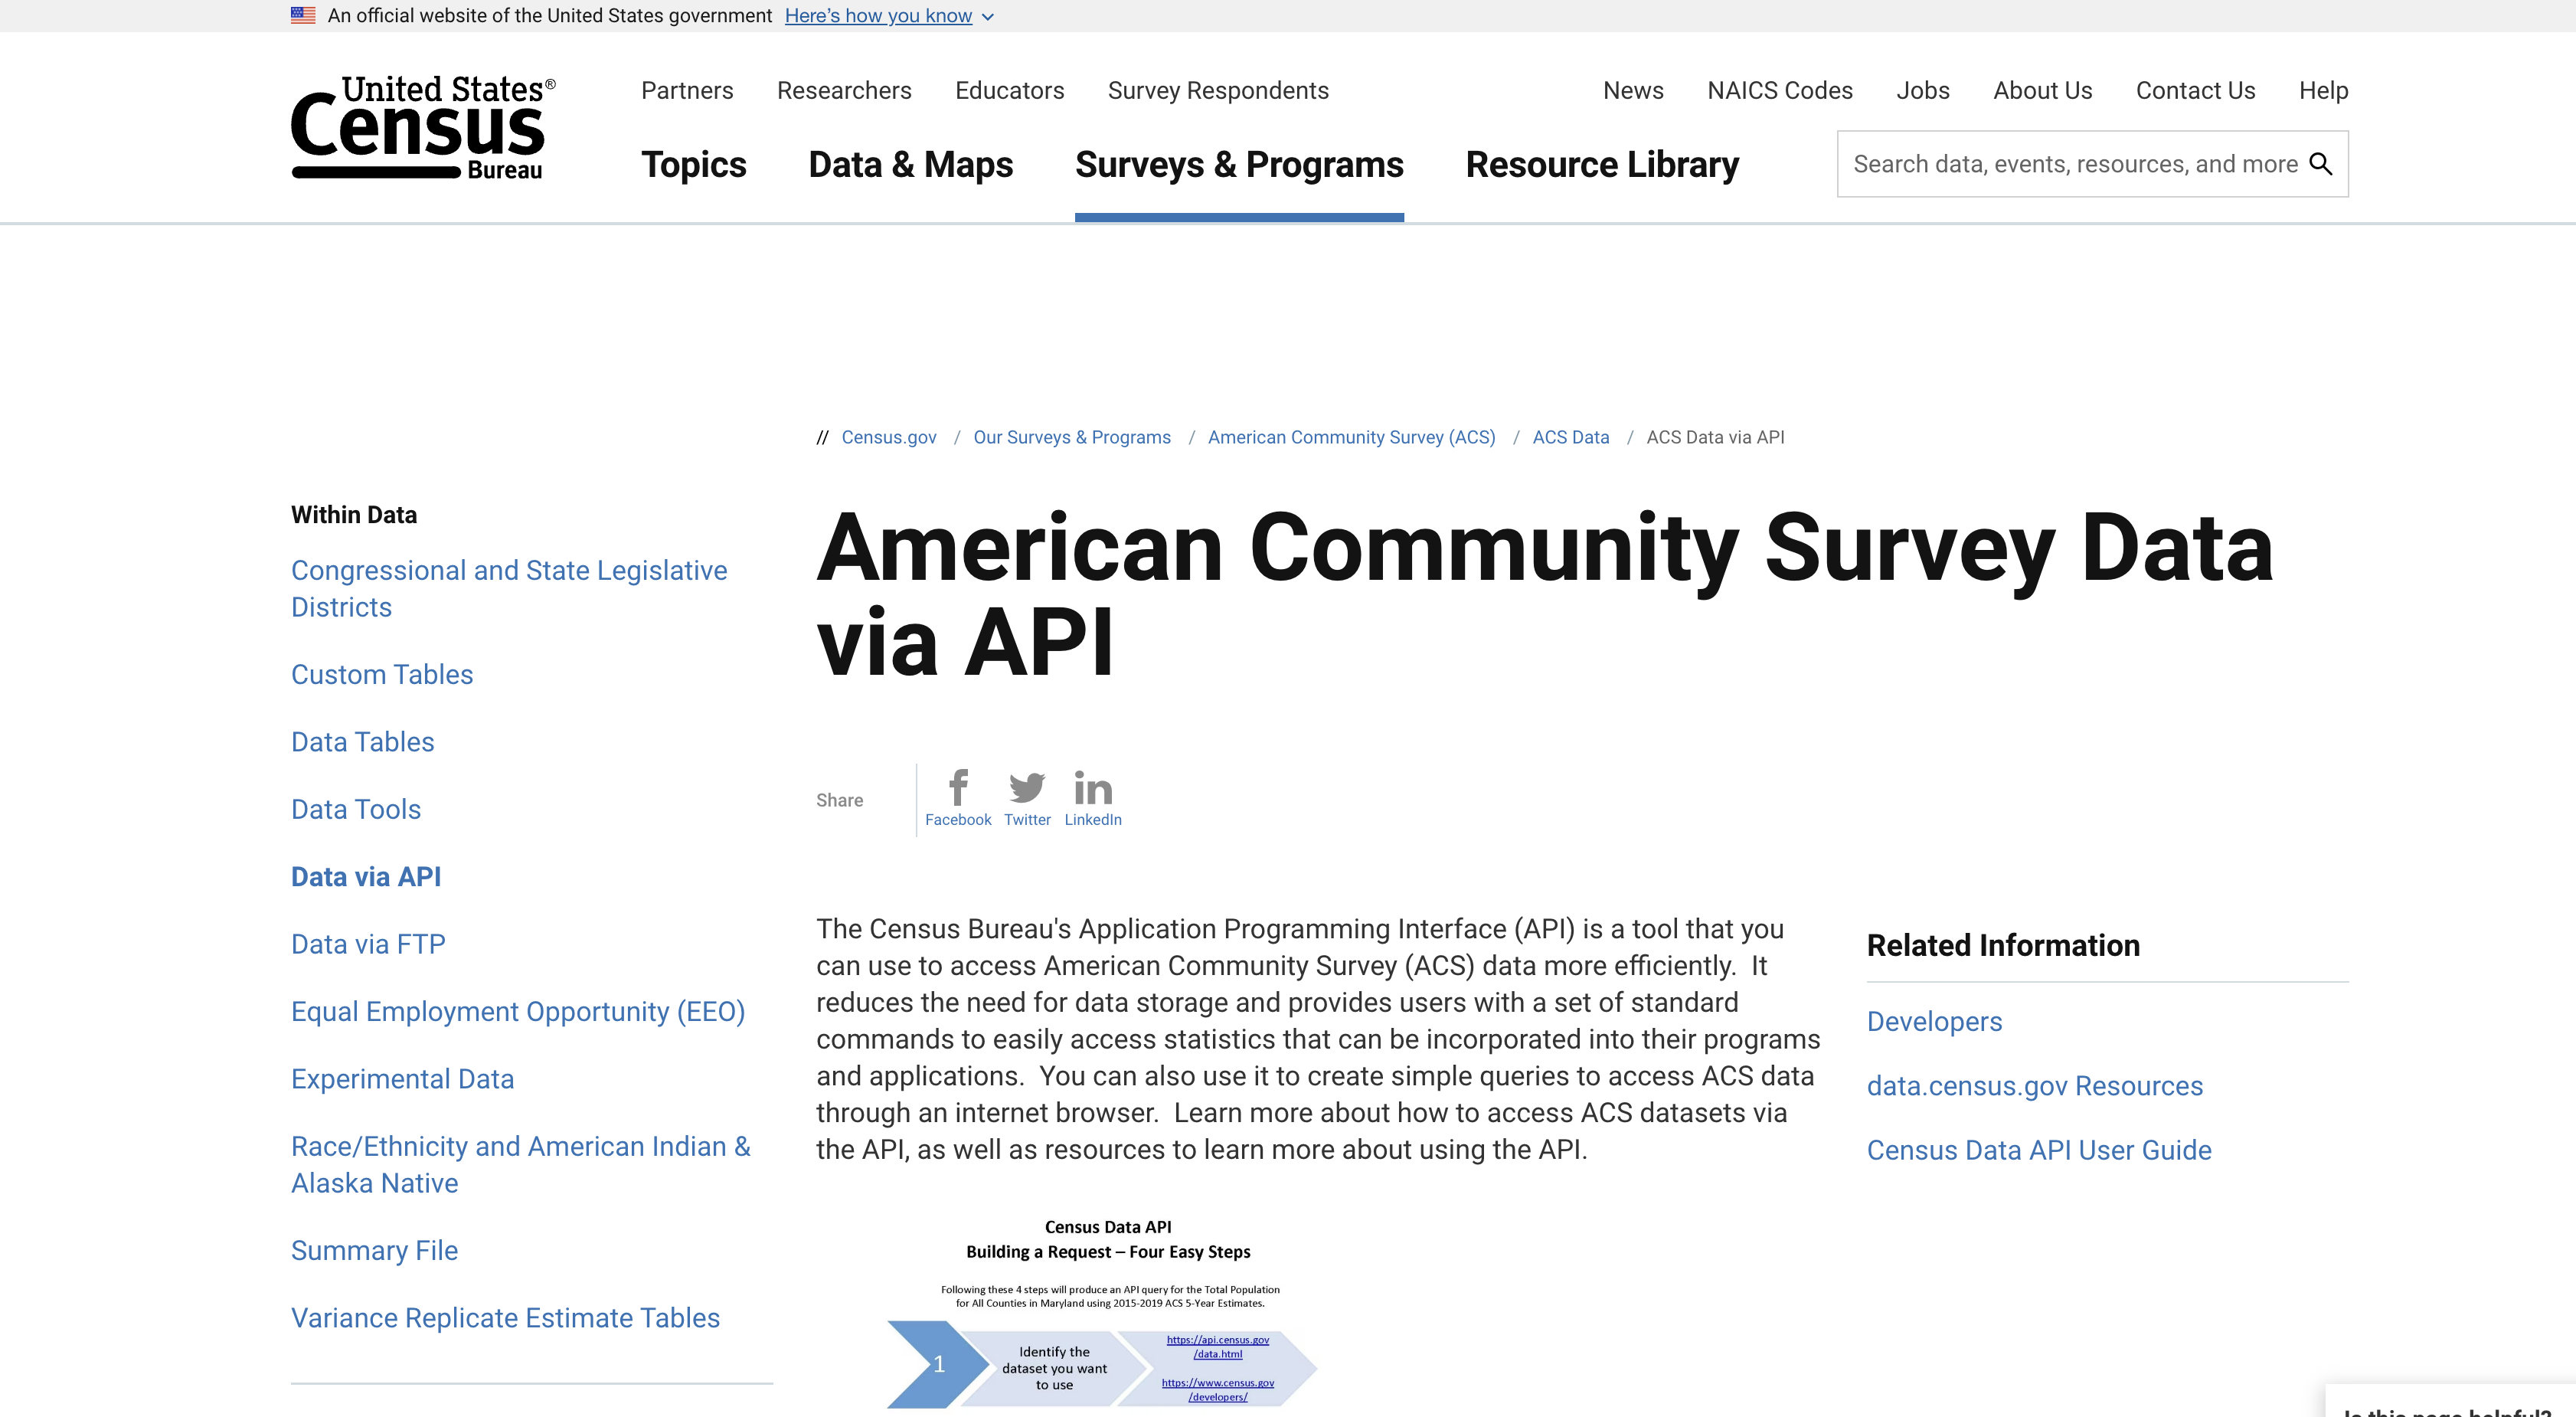 An official website of the United States government Here's how you know
United States®
Census
Bureau
Partners Researchers Educators Survey Respondents
News NAICS Codes Jobs About Us Contact Us Help
Topics Data & Maps Surveys & Programs Resource Library
Search data, events, resources, and more
// Census.gov / Our Surveys & Programs / American Community Survey (ACS) / ACS Data / ACS Data via API
Within Data
Congressional and State Legislative
Districts
Custom Tables
Data Tables
Data Tools
Data via API
Data via FTP
Equal Employment Opportunity (EEO)
Experimental Data
Race/Ethnicity and American Indian &
Alaska Native
Summary File
Variance Replicate Estimate Tables
American Community Survey Data
via API
Share
Facebook Twitter LinkedIn
The Census Bureau's Application Programming Interface (API) is a tool that you
can use to access American Community Survey (ACS) data more efficiently.  It
reduces the need for data storage and provides users with a set of standard
commands to easily access statistics that can be incorporated into their programs
and applications.  You can also use it to create simple queries to access ACS data
through an internet browser.  Learn more about how to access ACS datasets via
the API, as well as resources to learn more about using the API.
Census Data API
Building a Request – Four Easy Steps
Following these 4 steps will produce an API query for the Total Population
for All Counties in Maryland using 2015-2019 ACS 5-Year Estimates.
1
Identify the
dataset you want
to use
https://api.census.gov
/data.html
https://www.census.gov
/developers/
Related Information
Developers
data.census.gov Resources
Census Data API User Guide
Is this page helpful?